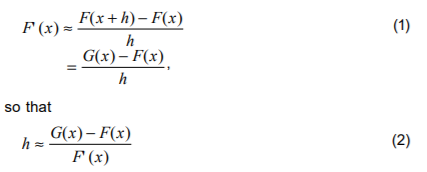 F'(x) ≈ F(x + h) – F(x) / h (1)
= G(x) – F(x) / h ,
so that
h ≈ G(x) – F(x) / F'(x) (2)